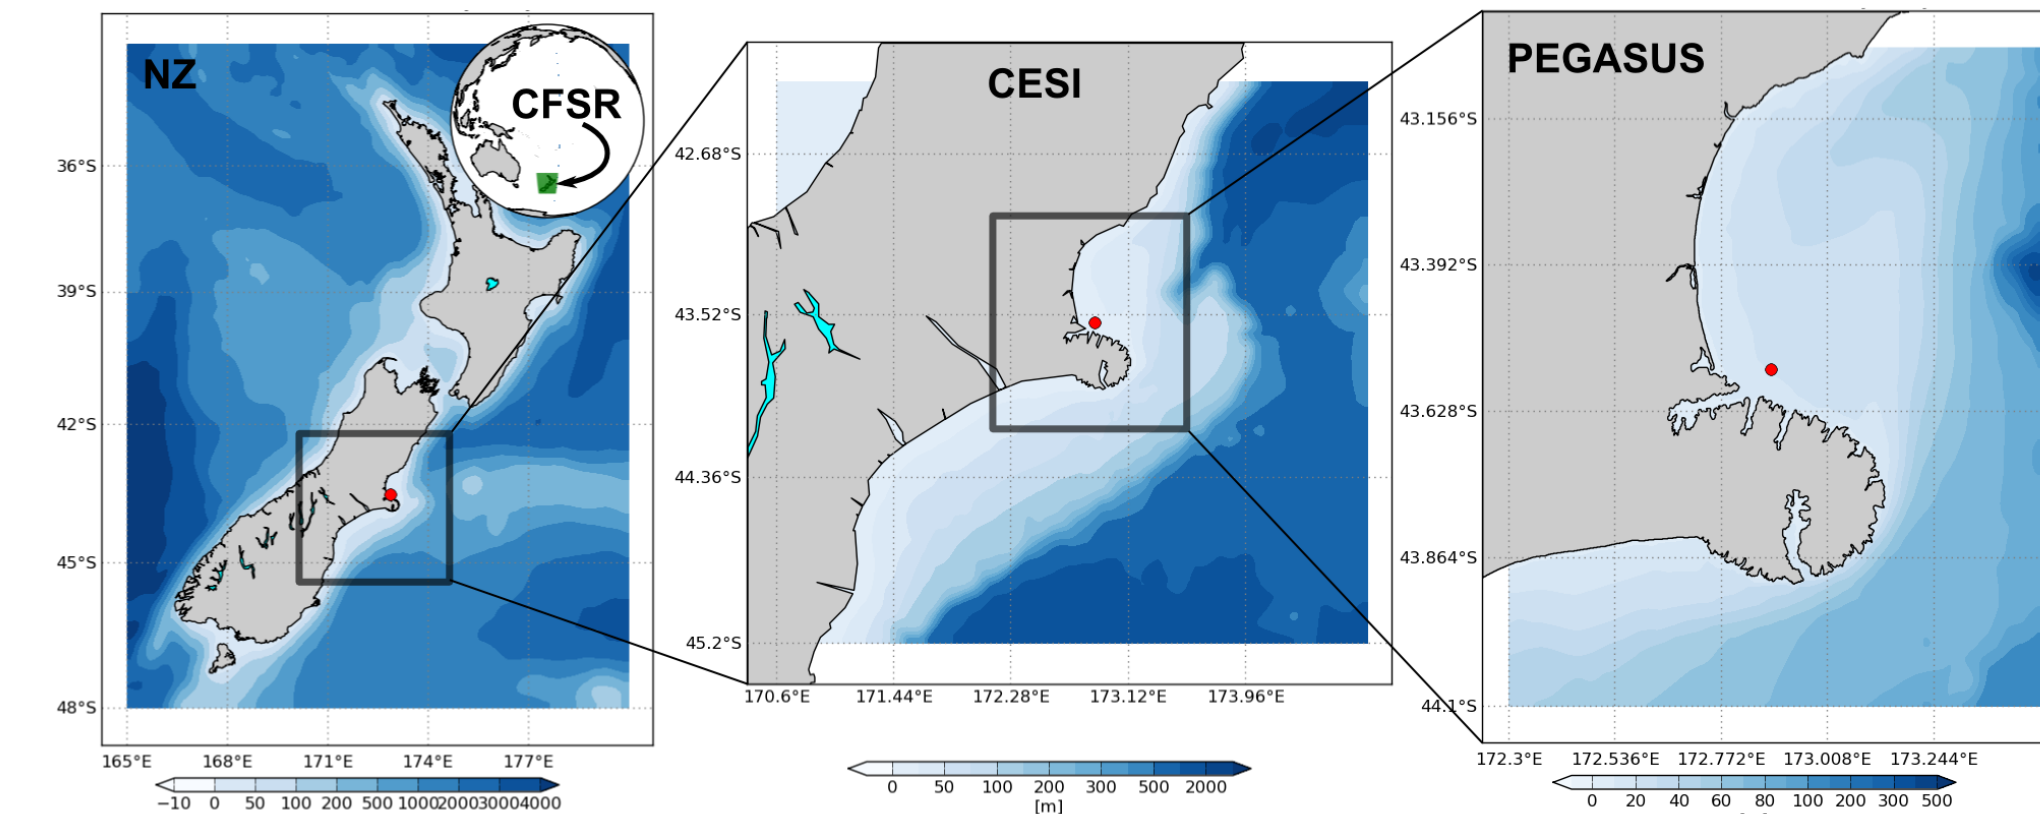 NZ
CFSR
36°S
39°S
42°S
45°S
48°S
165°E 168°E 171°E 174°E 177°E
−10 0 50 100 200 500 1000 2000 3000 4000
CESI
42.68°S
43.52°S
44.36°S
45.2°S
170.6°E 171.44°E 172.28°E 173.12°E 173.96°E
0 50 100 200 300 500 2000
[m]
PEGASUS
43.156°S
43.392°S
43.628°S
43.864°S
44.1°S
172.3°E 172.536°E 172.772°E 173.008°E 173.244°E
0 20 40 60 80 100 200 300 500